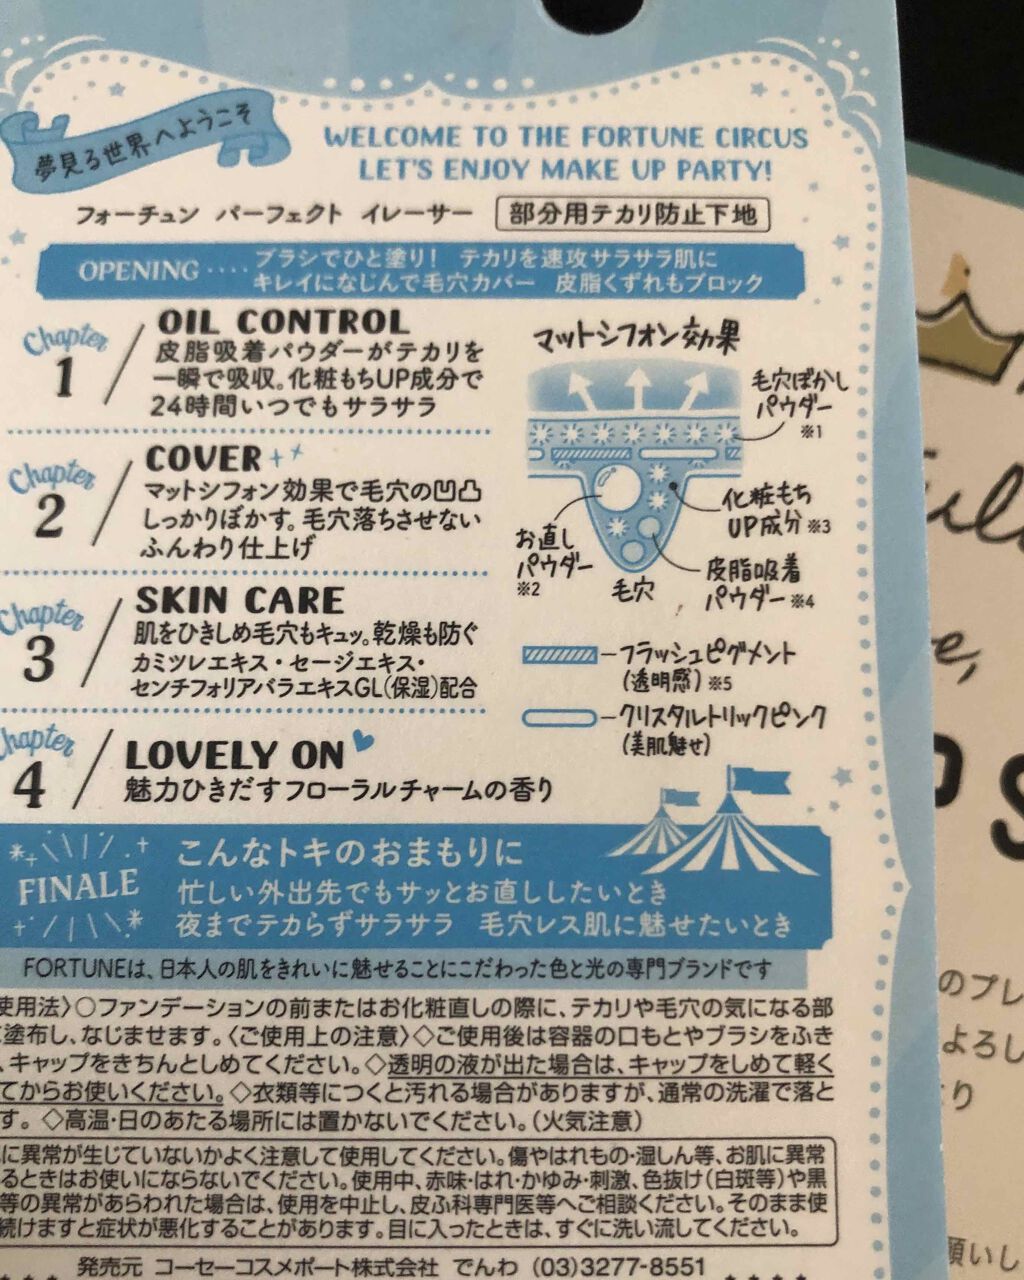 夢見る世界へようこそ
WELCOME TO THE FORTUNE CIRCUS
LET'S ENJOY MAKE UP PARTY!
フォーチュン パーフェクト イレーサー 部分用テカリ防止下地
OPENING‥‥ ブラシでひと塗り! テカリを速攻サラサラ肌に
キレイになじんで毛穴カバー 皮脂くずれもブロック
Chapter
1
OIL CONTROL
皮脂吸着パウダーがテカリを
一瞬で吸収。化粧もちUP成分で
24時間いつでもサラサラ
Chapter
2
COVER
マットシフォン効果で毛穴の凹凸
しっかりぼかす。毛穴落ちさせない
ふんわり仕上げ
Chapter
3
SKIN CARE
肌をひきしめ毛穴もキュッ。乾燥も防ぐ
カミツレエキス・セージエキス・
センチフォリアバラエキスGL(保湿)配合
Chapter
4
LOVELY ON
魅力ひきだすフローラルチャームの香り
マットシフォン効果
毛穴ぼかし
パウダー
※1
化粧もち
UP成分※3
お直し
パウダー
※2
毛穴
皮脂吸着
パウダー※4
フラッシュピグメント
(透明感)※5
クリスタルトリックピンク
(美肌魅せ)
FINALE
こんなトキのおまもりに
忙しい外出先でもサッとお直ししたいとき
夜までテカらずサラサラ 毛穴レス肌に魅せたいとき
FORTUNEは、日本人の肌をきれいに魅せることにこだわった色と光の専門ブランドです
使用法〉○ファンデーションの前またはお化粧直しの際に、テカリや毛穴の気になる部
塗布し、なじませます。〈ご使用上の注意〉◇ご使用後は容器の口もとやブラシをふき
、キャップをきちんとしめてください。◇透明の液が出た場合は、キャップをしめて軽く
てからお使いください。◇衣類等につくと汚れる場合がありますが、通常の洗濯で落と
す。◇高温・日のあたる場所には置かないでください。(火気注意)
に異常が生じていないかよく注意して使用してください。傷やはれもの・湿しん等、お肌に異常
るときはお使いにならないでください。使用中、赤味・はれ・かゆみ・刺激、色抜け(白斑等)や黒
等の異常があらわれた場合は、使用を中止し、皮ふ科専門医等へご相談ください。そのまま使
続けますと症状が悪化することがあります。目に入ったときは、すぐに洗い流してください。
発売元 コーセーコスメポート株式会社 でんわ (03)3277-8551
のプレ
よろし
り
願いし